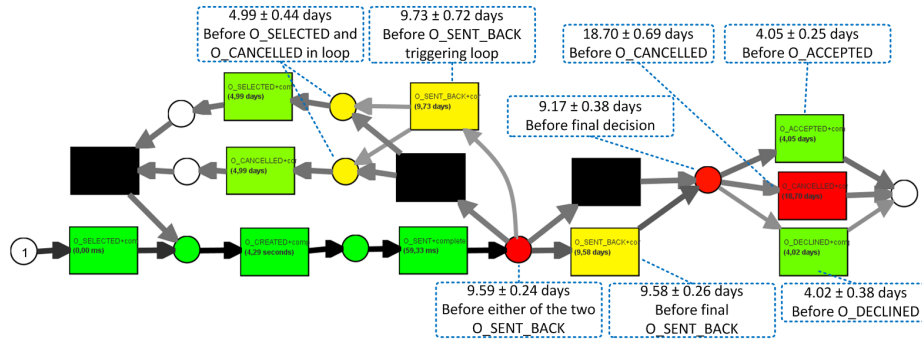 4.99 ± 0.44 days
Before O_SELECTED and
O_CANCELLED in loop
9.73 ± 0.72 days
Before O_SENT_BACK
triggering loop
18.70 ± 0.69 days
Before O_CANCELLED
4.05 ± 0.25 days
Before O_ACCEPTED
9.17 ± 0.38 days
Before final decision
O_SELECTED+com
(4,99 days)
O_SENT_BACK+com
(9,73 days)
O_ACCEPTED+com
(4,05 days)
O_CANCELLED+com
(4,99 days)
O_CANCELLED+com
(18,70 days)
1
O_SELECTED+com
(0,00 ms)
O_CREATED+comp
(4,29 seconds)
O_SENT+complete
(59,33 ms)
O_SENT_BACK+com
(9,58 days)
O_DECLINED+comp
(4,02 days)
9.59 ± 0.24 days
Before either of the two
O_SENT_BACK
9.58 ± 0.26 days
Before final
O_SENT_BACK
4.02 ± 0.38 days
Before O_DECLINED